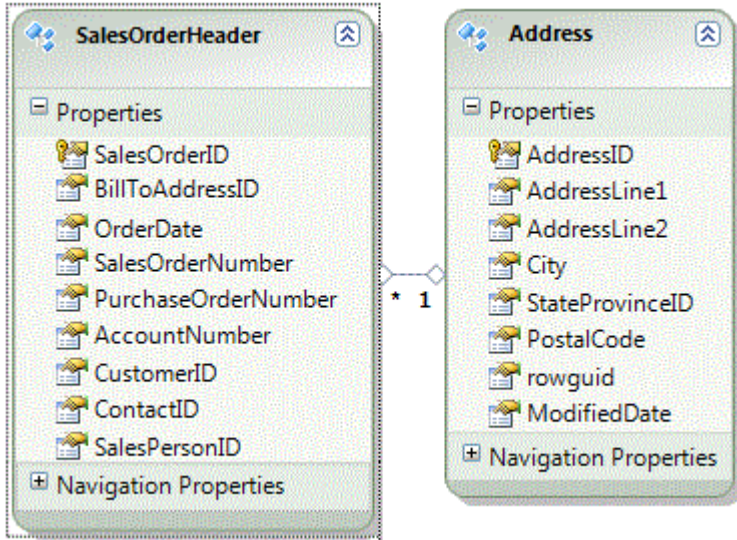 SalesOrderHeader
Properties
SalesOrderID
BillToAddressID
OrderDate
SalesOrderNumber
PurchaseOrderNumber
AccountNumber
CustomerID
ContactID
SalesPersonID
Navigation Properties
* 1
Address
Properties
AddressID
AddressLine1
AddressLine2
City
StateProvinceID
PostalCode
rowguid
ModifiedDate
Navigation Properties